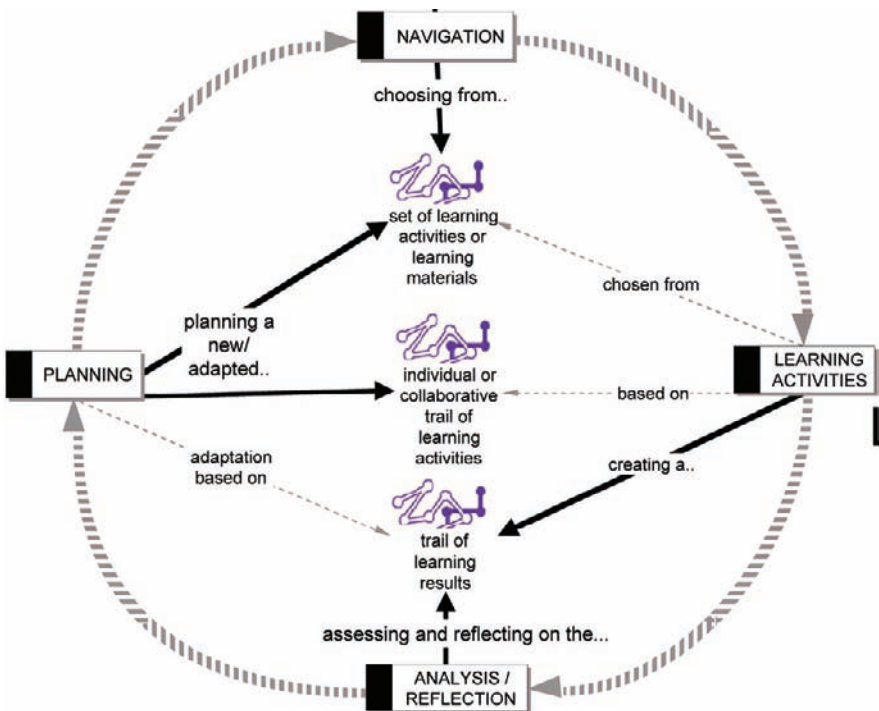 NAVIGATION
choosing from..
set of learning
activities or
learning
materials
chosen from
planning a
new/
adapted..
PLANNING
individual or
collaborative
trail of
learning
activities
based on
LEARNING
ACTIVITIES
adaptation
based on
creating a..
trail of
learning
results
assessing and reflecting on the...
ANALYSIS /
REFLECTION